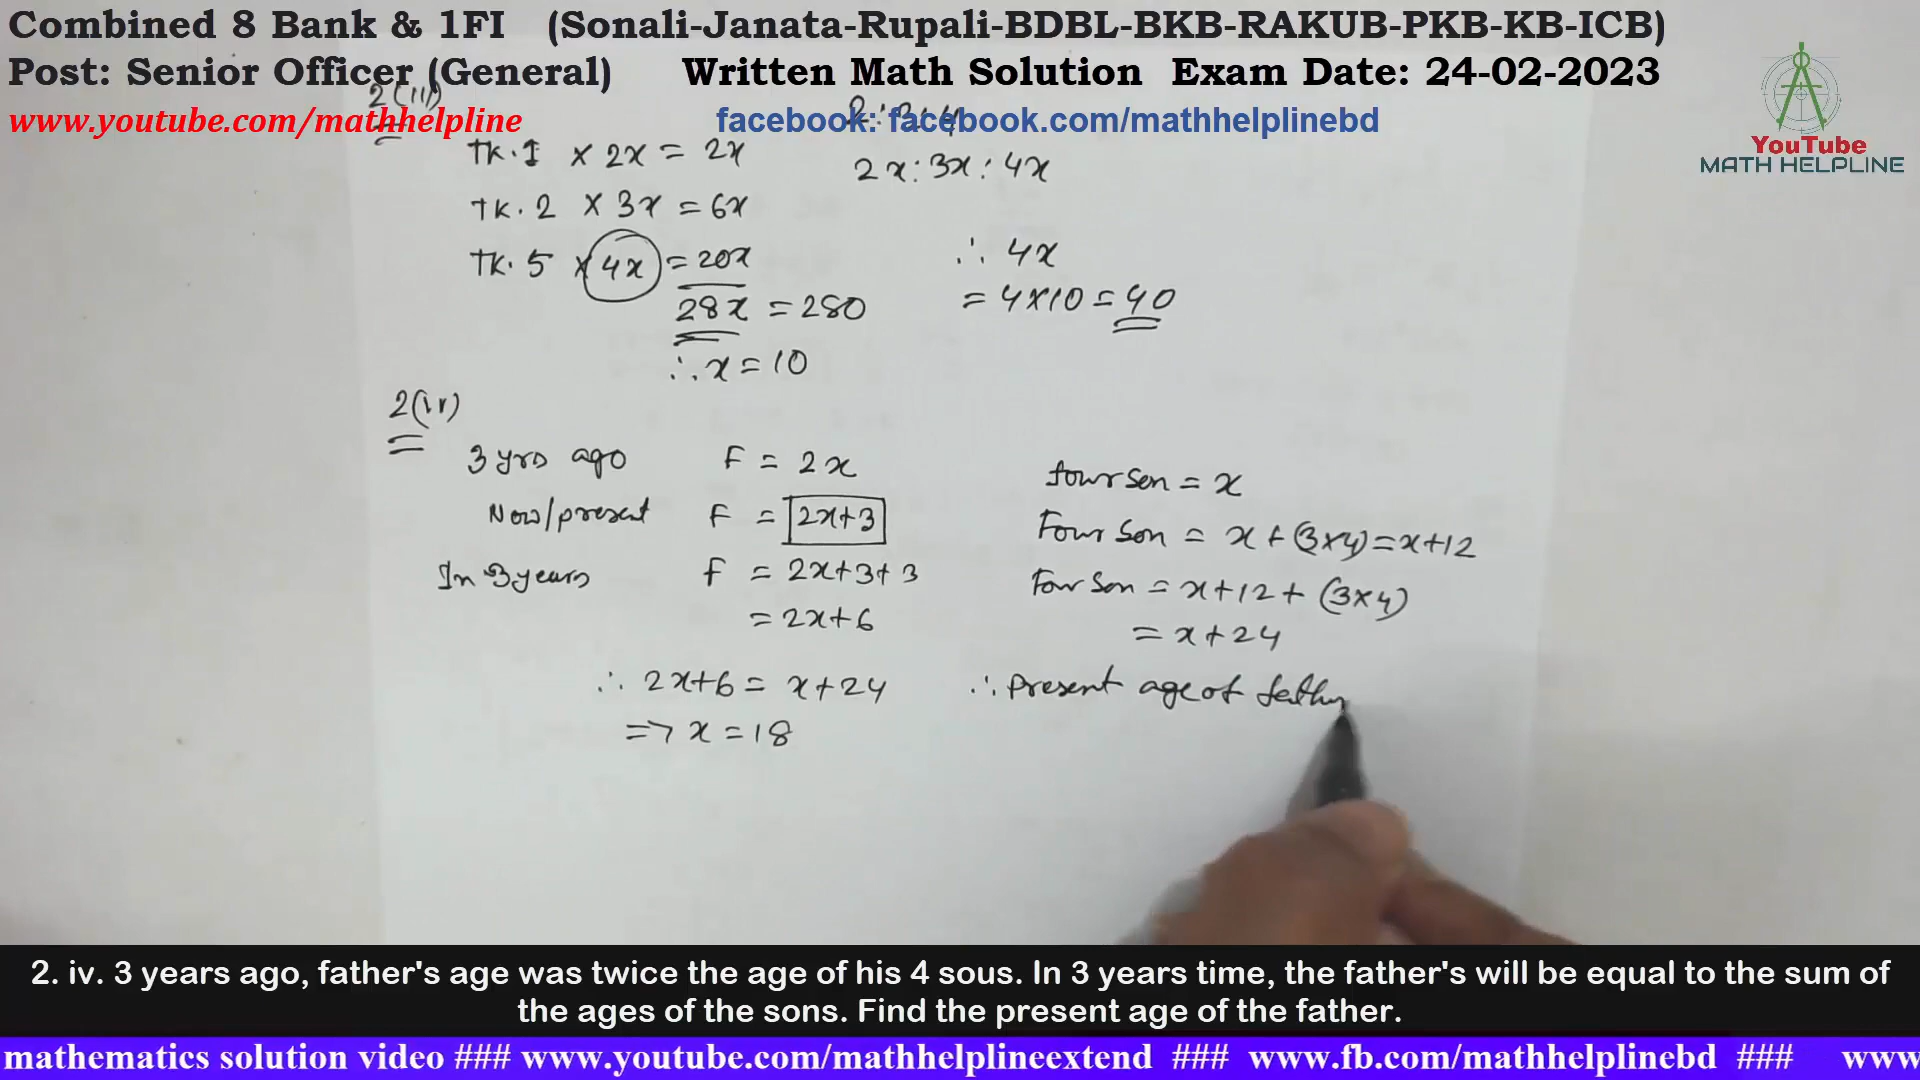 Combined 8 Bank & 1FI (Sonali-Janata-Rupali-BDBL-BKB-RAKUB-PKB-KB-ICB)
Post: Senior Officer (General) Written Math Solution Exam Date: 24-02-2023
2(iii)
www.youtube.com/mathhelpline facebook: facebook.com/mathhelplinebd
2:3:4
YouTube
MATH HELPLINE
TK.1 × 2x = 2x
2x:3x:4x
TK.2 × 3x = 6x
TK.5 × 4x = 20x
∴ 4x
28x = 280
= 4×10 = 40
∴ x = 10
2(iv)
3 yrs ago F = 2x four son = x
Now/present F = 2x+3 Four Son = x + (3×4) = x+12
In 3 years F = 2x+3+3 Four Son = x+12+ (3×4)
= 2x+6 = x+24
∴ 2x+6 = x+24 ∴ Present age of father
=> x = 18
2. iv. 3 years ago, father's age was twice the age of his 4 sous. In 3 years time, the father's will be equal to the sum of
the ages of the sons. Find the present age of the father.
mathematics solution video ### www.youtube.com/mathhelplineextend ### www.fb.com/mathhelplinebd ### www